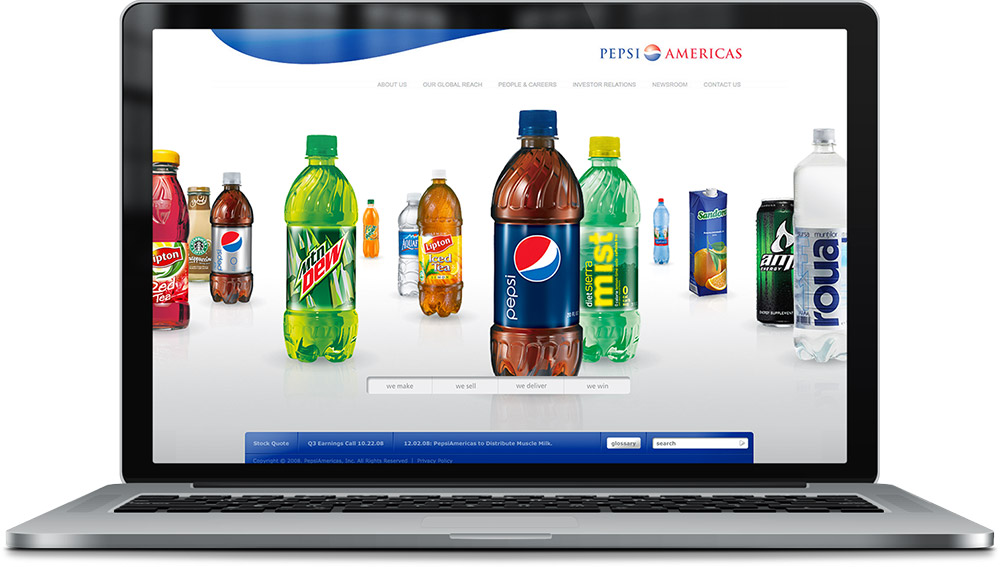 PEPSI AMERICAS
ABOUT US OUR GLOBAL REACH PEOPLE & CAREERS INVESTOR RELATIONS NEWSROOM CONTACT US
Lipton
Red
Tea
pepsi
Mtn
DEW
Lipton
Iced
Tea
pepsi
diet sierra
mist
amp
ENERGY
ENERGY SUPPLEMENT
roua
we make we sell we deliver we win
Stock Quote Q3 Earnings Call 10.22.08 12.02.08: PepsiAmericas to Distribute Muscle Milk. glossary search
Copyright © 2008, PepsiAmericas, Inc. All Rights Reserved | Privacy Policy